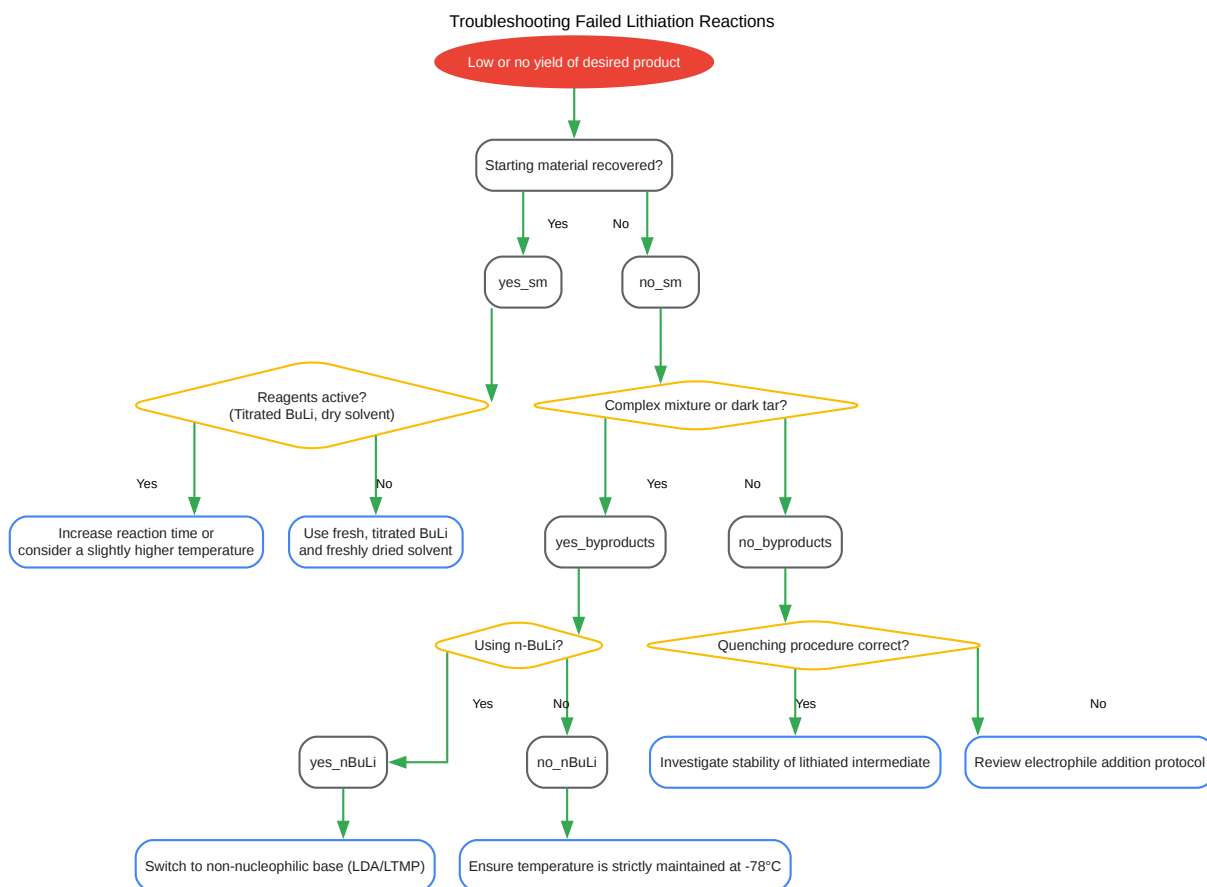 Troubleshooting Failed Lithiation Reactions
Low or no yield of desired product
Starting material recovered?
Yes
No
yes_sm
no_sm
Reagents active?
(Titrated BuLi, dry solvent)
Complex mixture or dark tar?
Yes
No
Yes
No
Increase reaction time or
consider a slightly higher temperature
Use fresh, titrated BuLi
and freshly dried solvent
yes_byproducts
no_byproducts
Using n-BuLi?
Quenching procedure correct?
Yes
No
Yes
No
yes_nBuLi
no_nBuLi
Investigate stability of lithiated intermediate
Review electrophile addition protocol
Switch to non-nucleophilic base (LDA/LTMP)
Ensure temperature is strictly maintained at -78°C